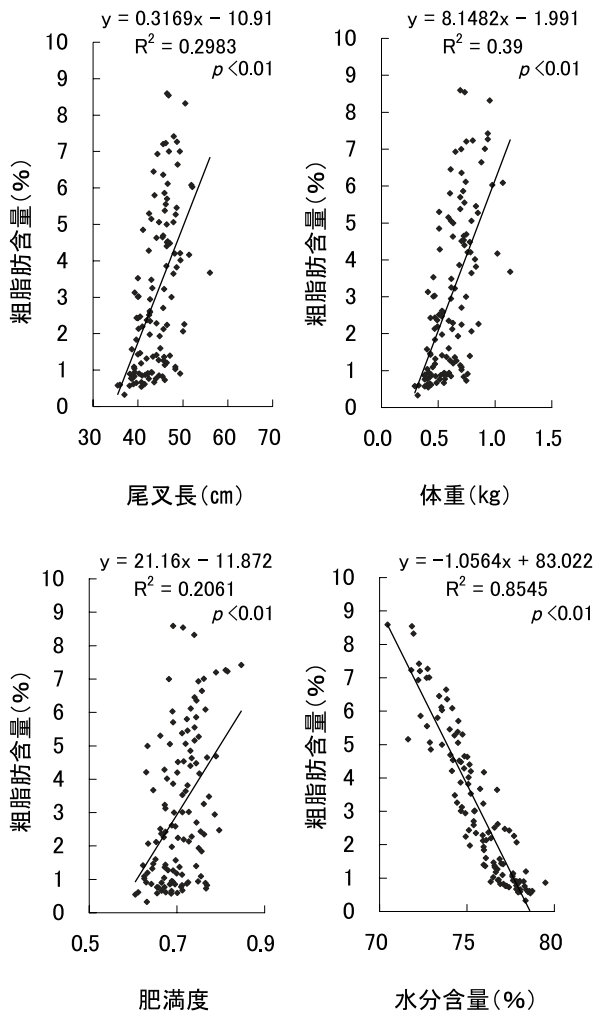 y = 0.3169x − 10.91
R² = 0.2983
p <0.01
10
9
8
7
6
5
4
3
2
1
0
粗脂肪含量(%)
30 40 50 60 70
尾叉長(cm)
y = 8.1482x − 1.991
R² = 0.39
p <0.01
10
9
8
7
6
5
4
3
2
1
0
粗脂肪含量(%)
0.0 0.5 1.0 1.5
体重(kg)
y = 21.16x − 11.872
R² = 0.2061
p <0.01
10
9
8
7
6
5
4
3
2
1
0
粗脂肪含量(%)
0.5 0.7 0.9
肥満度
y = −1.0564x + 83.022
R² = 0.8545
p <0.01
10
9
8
7
6
5
4
3
2
1
0
粗脂肪含量(%)
70 75 80
水分含量(%)